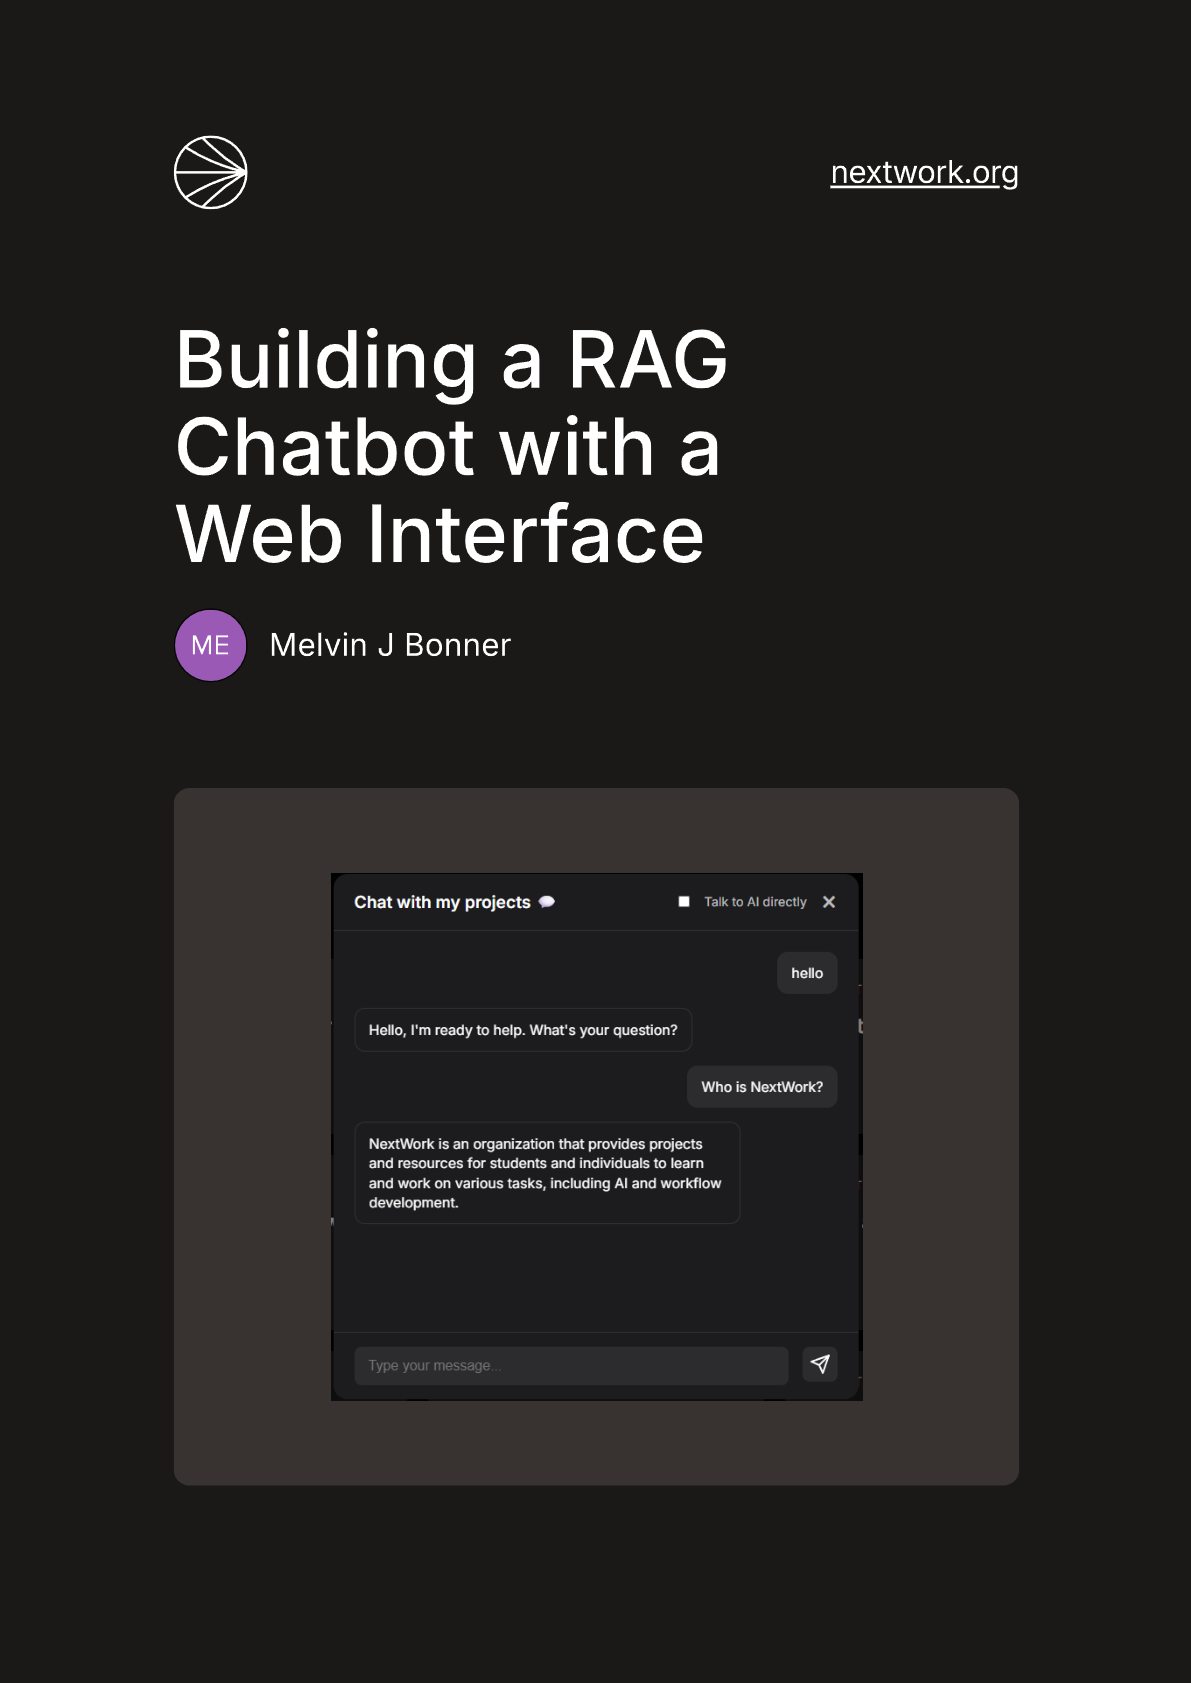 nextwork.org
Building a RAG
Chatbot with a
Web Interface
ME
Melvin J Bonner
Chat with my projects 💬
Talk to AI directly
hello
Hello, I'm ready to help. What's your question?
Who is NextWork?
NextWork is an organization that provides projects
and resources for students and individuals to learn
and work on various tasks, including AI and workflow
development.
Type your message...